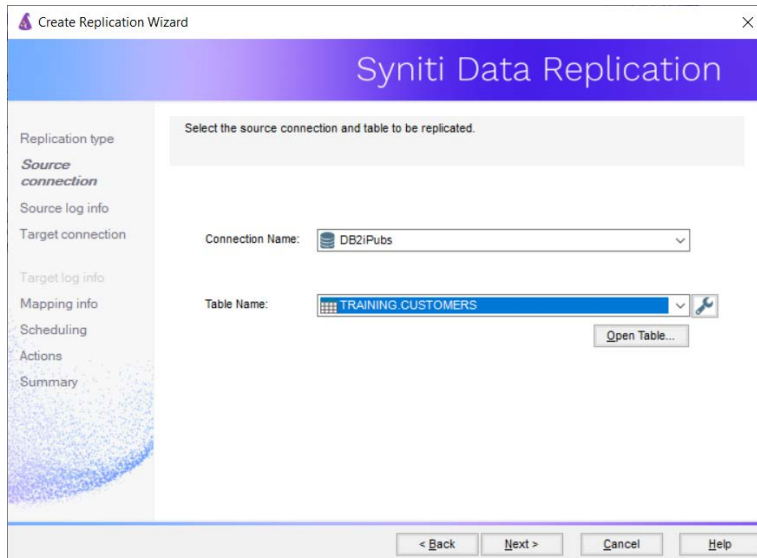 Create Replication Wizard
Syniti Data Replication
Replication type
Source
connection
Source log info
Target connection
Target log info
Mapping info
Scheduling
Actions
Summary
Select the source connection and table to be replicated.
Connection Name: DB2iPubs
Table Name: TRAINING.CUSTOMERS
Open Table...
< Back Next > Cancel Help